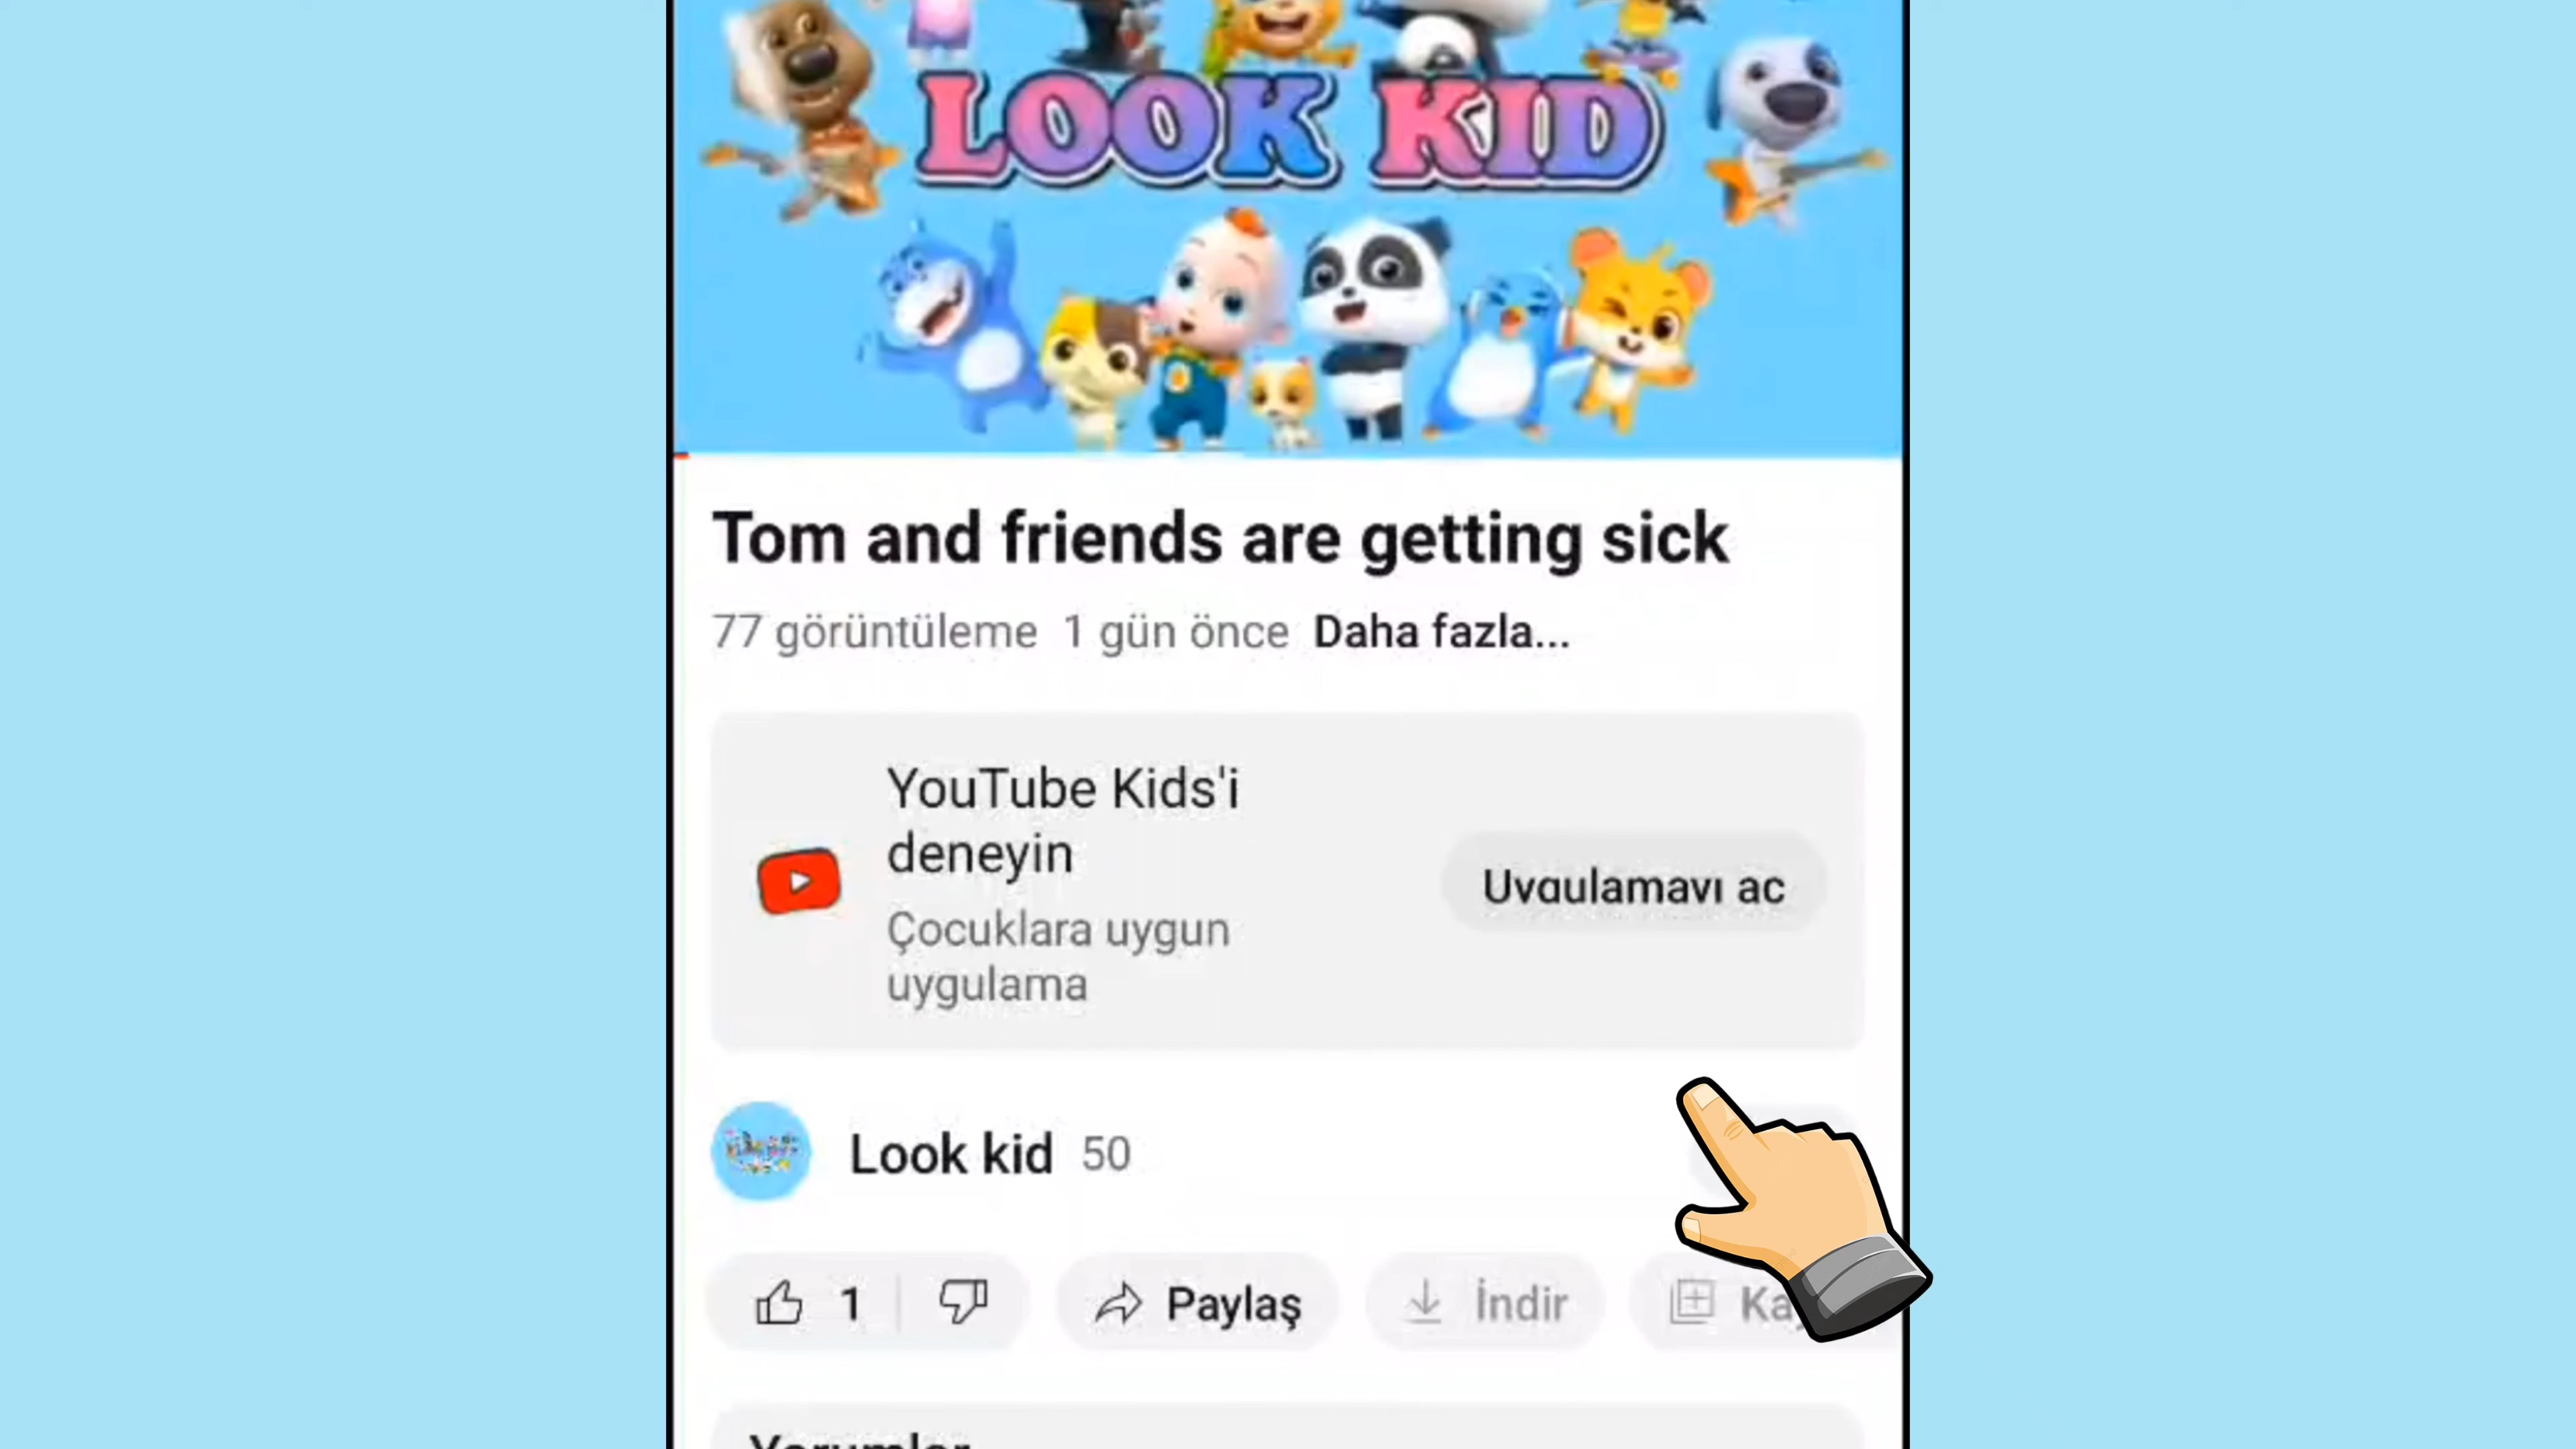 LOOK KID
Tom and friends are getting sick
77 görüntüleme 1 gün önce Daha fazla...
YouTube Kids'i
deneyin
Uygulamayı aç
Çocuklara uygun
uygulama
Look kid 50
1 Paylaş İndir
Yorumlar